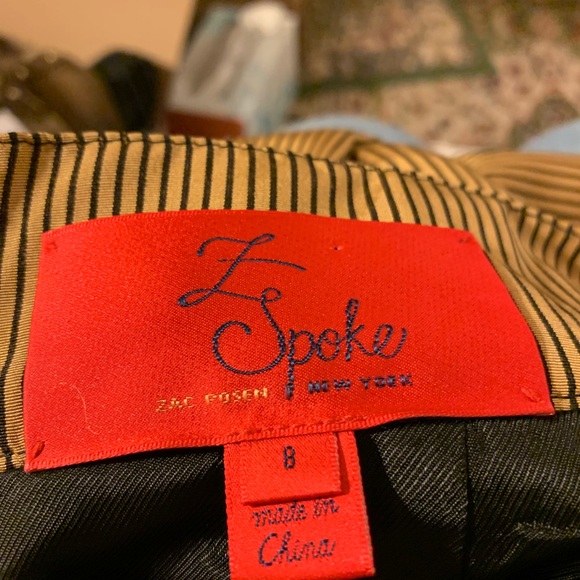 Z
Spoke
ZAC POSEN NEW YORK
8
made in
China